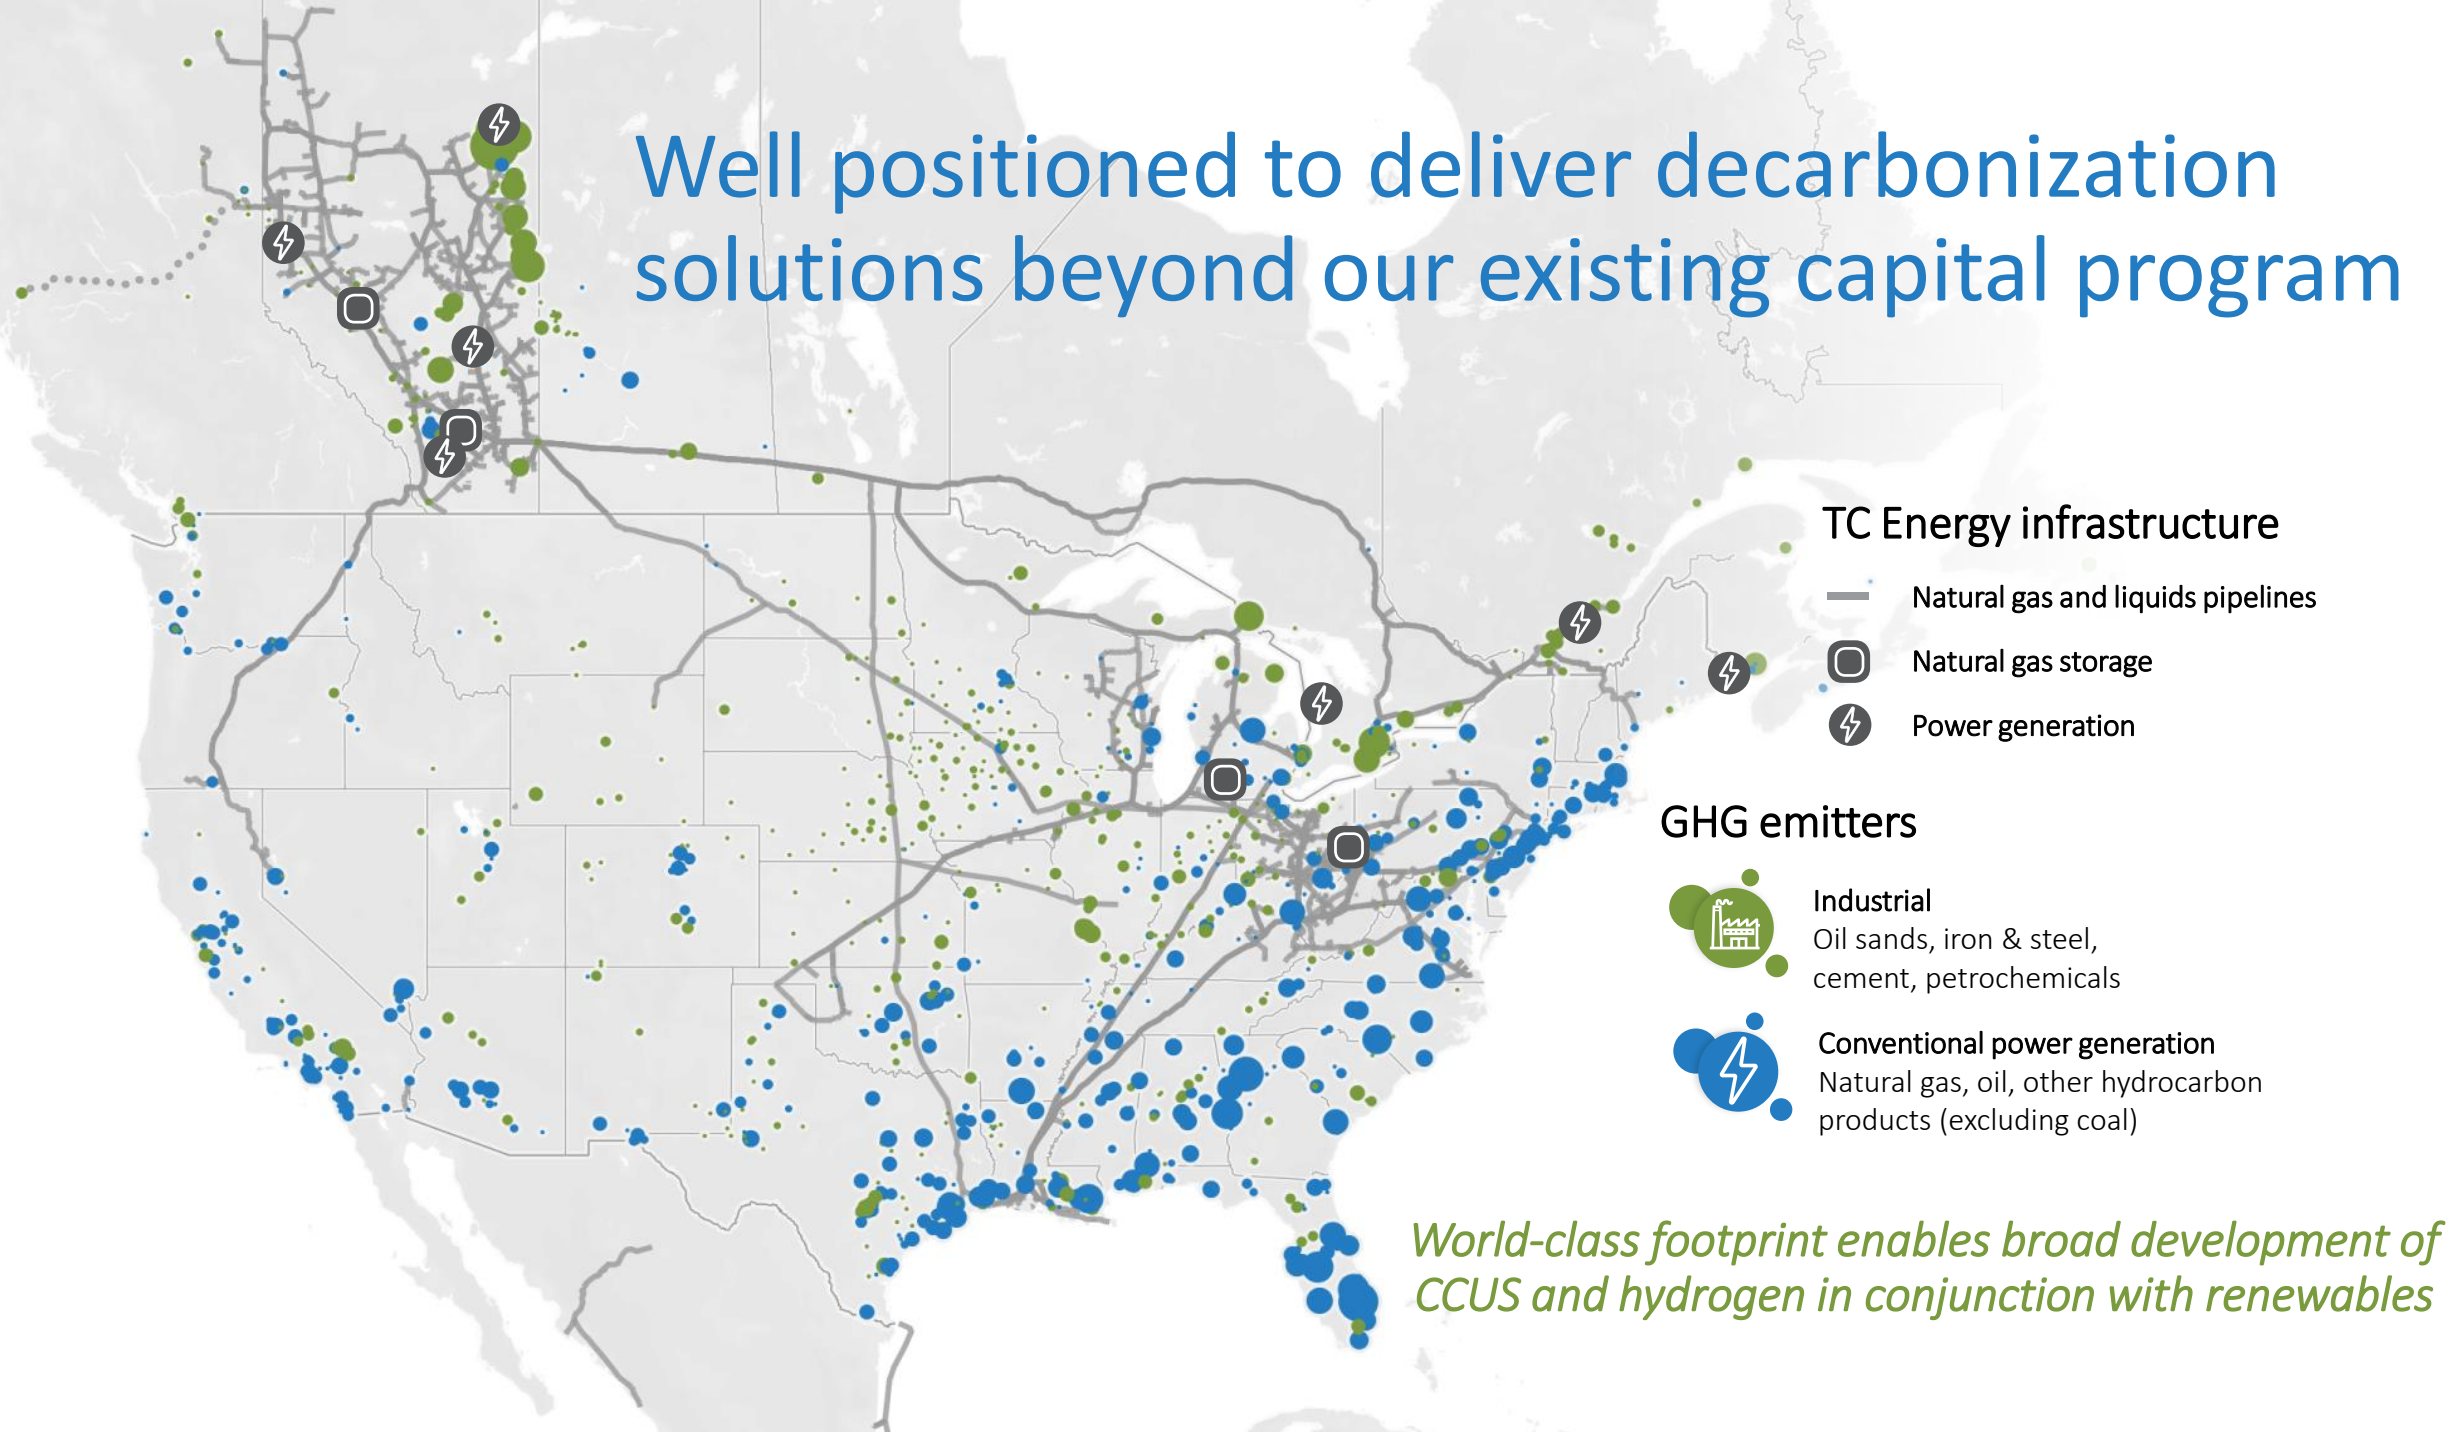 Well positioned to deliver decarbonization
solutions beyond our existing capital program
TC Energy infrastructure
Natural gas and liquids pipelines
Natural gas storage
Power generation
GHG emitters
Industrial
Oil sands, iron & steel,
cement, petrochemicals
Conventional power generation
Natural gas, oil, other hydrocarbon
products (excluding coal)
World-class footprint enables broad development of
CCUS and hydrogen in conjunction with renewables